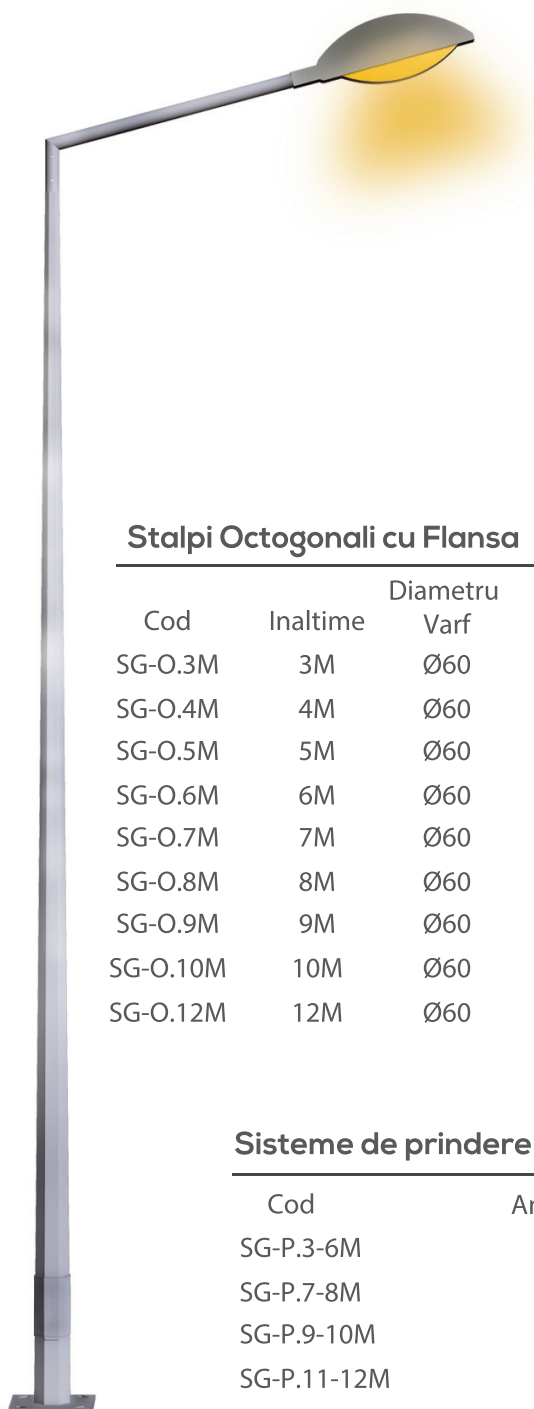 Stalpi Octogonali cu Flansa
Cod Inaltime Diametru Varf
SG-O.3M 3M Ø60
SG-O.4M 4M Ø60
SG-O.5M 5M Ø60
SG-O.6M 6M Ø60
SG-O.7M 7M Ø60
SG-O.8M 8M Ø60
SG-O.9M 9M Ø60
SG-O.10M 10M Ø60
SG-O.12M 12M Ø60
Sisteme de prindere
Cod
SG-P.3-6M
SG-P.7-8M
SG-P.9-10M
SG-P.11-12M